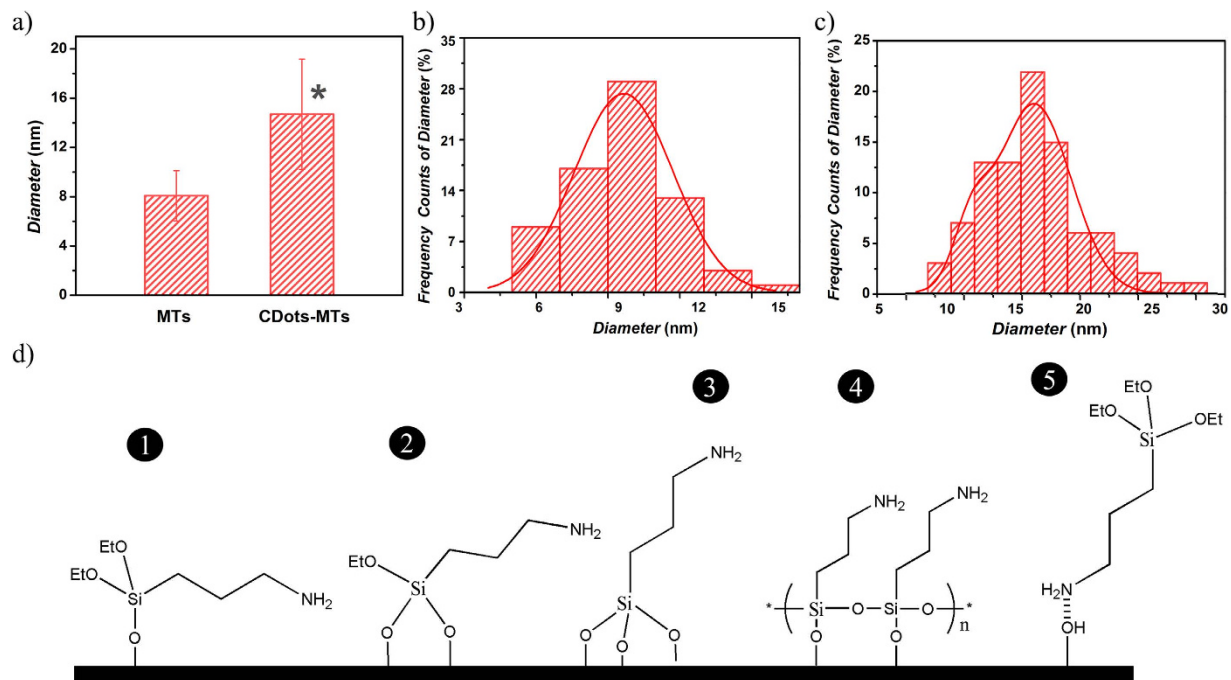 a)
20
16
12
8
4
0
Diameter (nm)
*
MTs
CDots-MTs
b)
35
28
21
14
7
0
Frequency Counts of Diameter (%)
3 6 9 12 15
Diameter (nm)
c)
25
20
15
10
5
0
Frequency Counts of Diameter (%)
5 10 15 20 25 30
Diameter (nm)
d)
1
EtO
EtO
Si
NH2
O
2
EtO
Si
NH2
O
O
3
NH2
Si
O
O
O
4
NH2
NH2
* ( Si O Si O ) n *
O
O
5
EtO
EtO
OEt
Si
H2N
OH